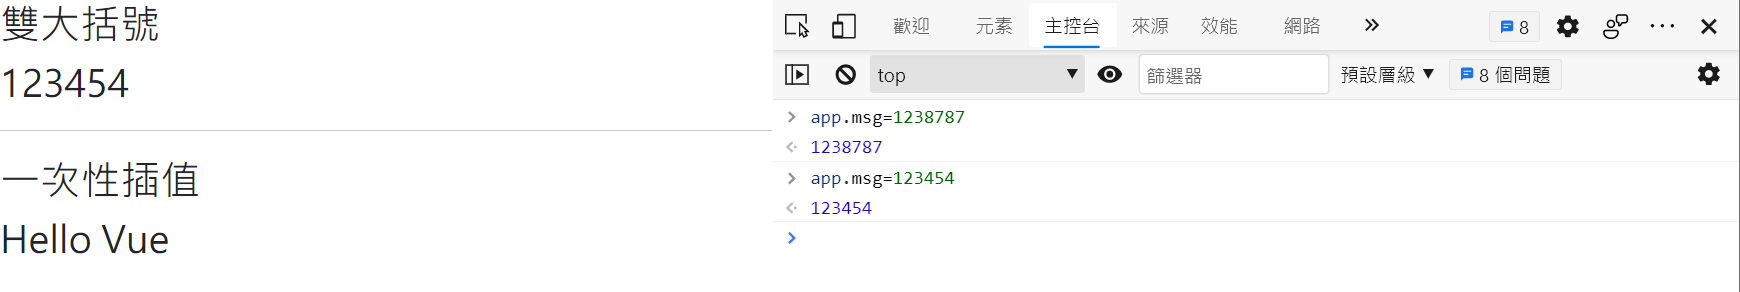 雙大括號
123454
一次性插值
Hello Vue
歡迎 元素 主控台 來源 效能 網路 » 8
top 篩選器 預設層級 8 個問題
app.msg=1238787
1238787
app.msg=123454
123454